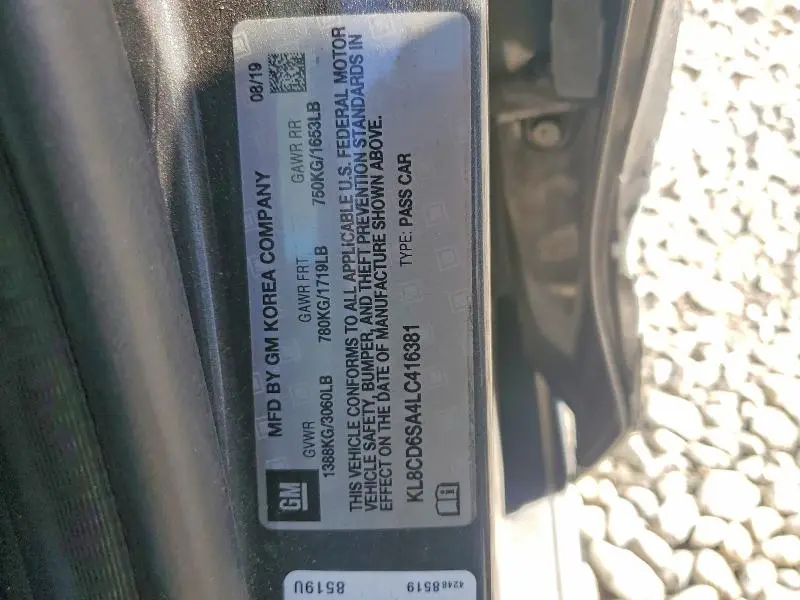 MFD BY GM KOREA COMPANY 08/19
GM
GVWR GAWR FRT GAWR RR
1388KG/3060LB 780KG/1719LB 750KG/1653LB
THIS VEHICLE CONFORMS TO ALL APPLICABLE U.S. FEDERAL MOTOR
VEHICLE SAFETY, BUMPER, AND THEFT PREVENTION STANDARDS IN
EFFECT ON THE DATE OF MANUFACTURE SHOWN ABOVE.
KL8CD6SA4LC416381 TYPE: PASS CAR
42488519
8519U